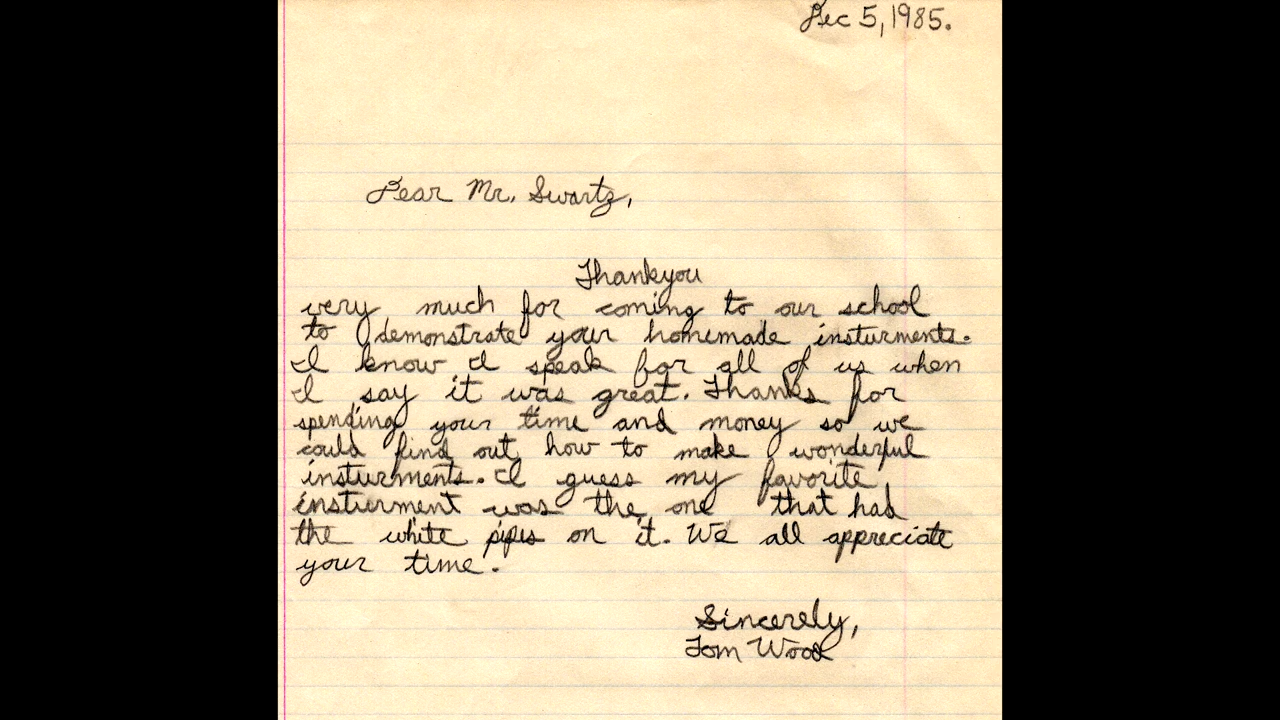 Dec 5, 1985.
Dear Mr. Swartz,
Thankyou
very much for coming to our school
to demonstrate your homemade insturments.
I know I speak for all of us when
I say it was great. Thanks for
spending your time and money so we
could find out how to make wonderful
insturments. I guess my favorite
insturment was the one that had
the white pipes on it. We all appreciate
your time.
Sincerely,
Tom Wood